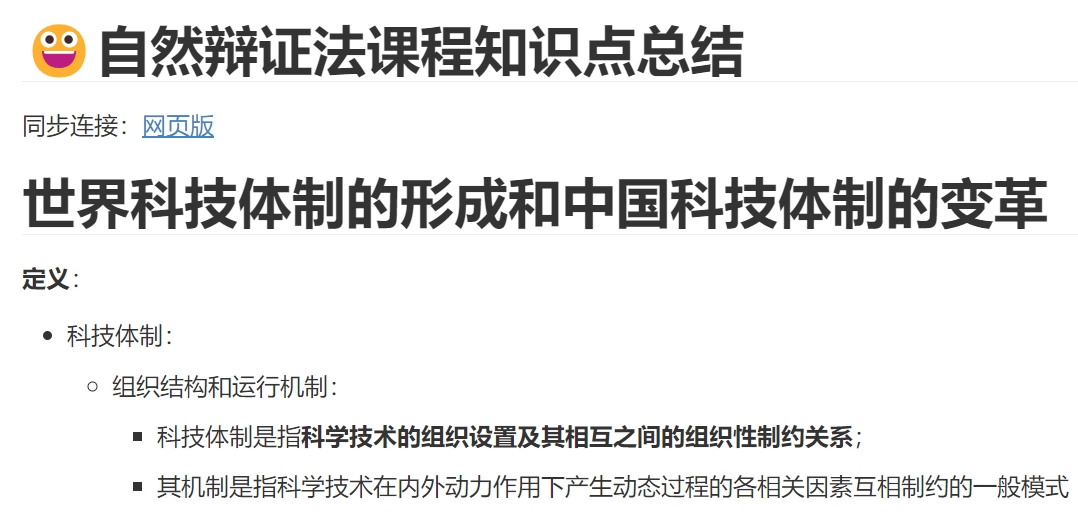 自然辩证法课程知识点总结
同步连接：网页版
世界科技体制的形成和中国科技体制的变革
定义：
科技体制：
组织结构和运行机制：
科技体制是指科学技术的组织设置及其相互之间的组织性制约关系；
其机制是指科学技术在内外动力作用下产生动态过程的各相关因素互相制约的一般模式